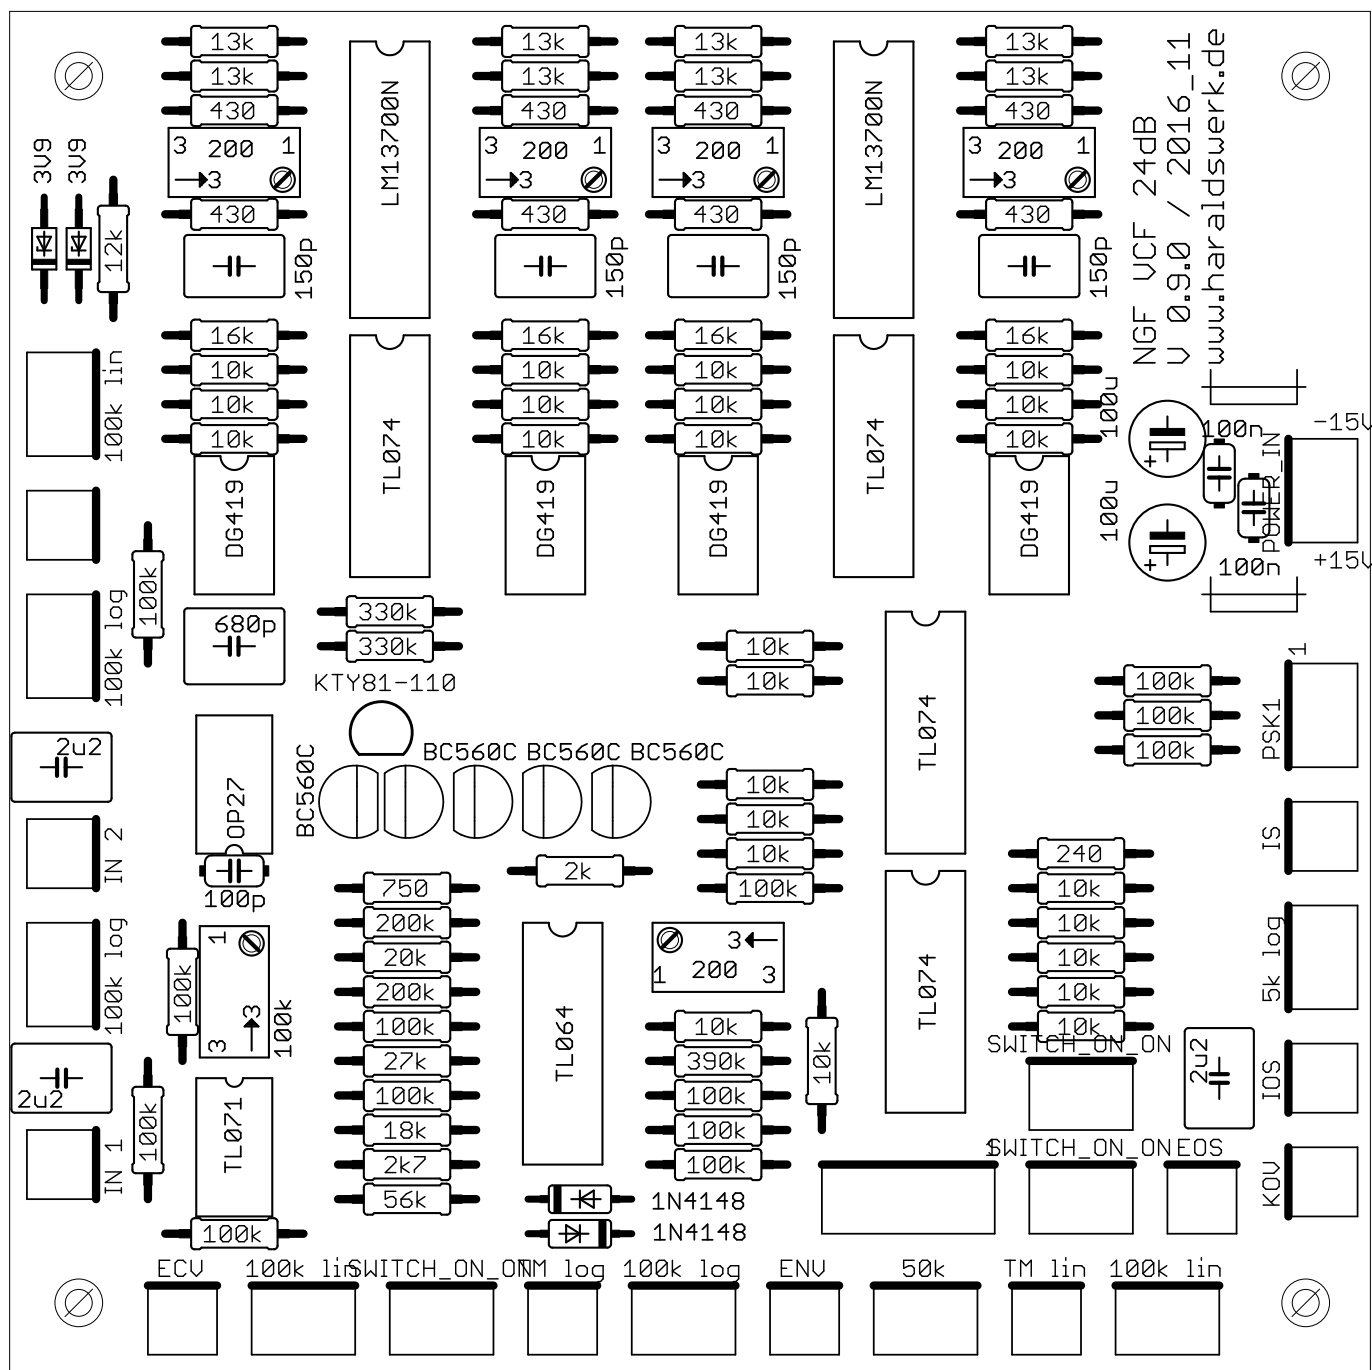 13k 13k 13k 13k
13k 13k 13k 13k
430 430 430 430
LM13700N LM13700N
3 200 1 3 200 1 3 200 1 3 200 1
3 3 3 3
430 430 430 430
150p 150p 150p 150p
3V9 3V9
12k
NGF VCF 24dB
V 0.9.0 / 2016_11
www.haraldswerk.de
16k 16k 16k 16k
10k 10k 10k 10k
10k 10k 10k 10k
10k 10k 10k 10k
TL074 TL074
DG419 DG419 DG419 DG419
100k lin
100u
100u
100n
100n
POWER_IN
-15V
+15V
100k
100k log
680p
330k
330k
KTY81-110
10k
10k
TL074
100k
100k
100k
1
PSK1
2u2
BC560C
BC560C BC560C BC560C
OP27
100p
IN 2
2k
10k
10k
10k
100k
IS
240
10k
10k
10k
10k
10k
750
200k
20k
200k
100k
27k
100k
18k
2k7
56k
1
3
3
100k
100k
100k log
TL064
3
1 200 3
TL074
5k log
10k
390k
100k
100k
100k
10k
SWITCH_ON_ON
2u2
IOS
2u2
100k
TL071
IN 1
1
SWITCH_ON_ON
EOS
KOV
100k
1N4148
1N4148
ECV
100k lin
SWITCH_ON_ON
TM log
100k log
ENV
50k
TM lin
100k lin